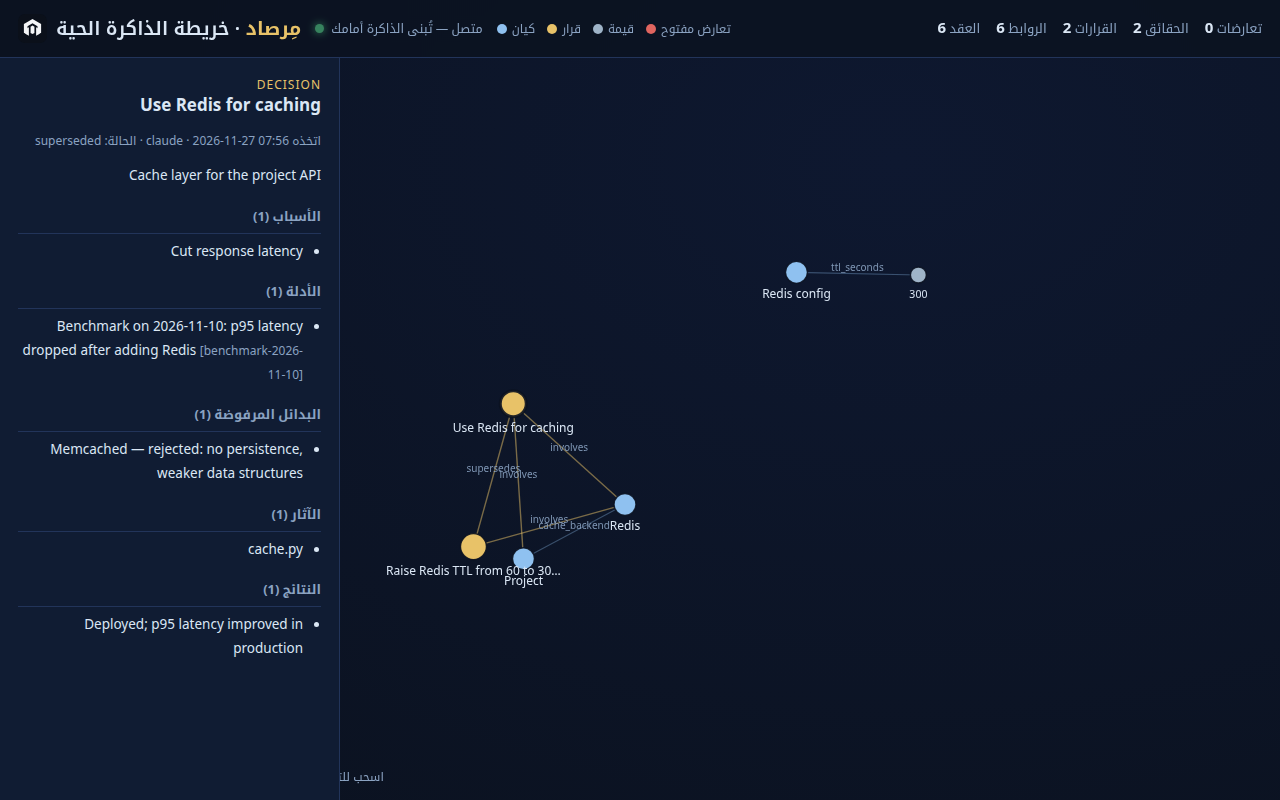 مِرصاد · خريطة الذاكرة الحية
متصل — تُبنى الذاكرة أمامك
كيان
قرار
قيمة
تعارض مفتوح
العقد 6
الروابط 6
القرارات 2
الحقائق 2
تعارضات 0
DECISION
Use Redis for caching
اتخذه claude · 2026-11-27 07:56 · الحالة: superseded
Cache layer for the project API
الأسباب (1)
Cut response latency
الأدلة (1)
Benchmark on 2026-11-10: p95 latency
dropped after adding Redis [benchmark-2026-
11-10]
البدائل المرفوضة (1)
Memcached — rejected: no persistence,
weaker data structures
الآثار (1)
cache.py
النتائج (1)
Deployed; p95 latency improved in
production
ttl_seconds
Redis config
300
Use Redis for caching
involves
supersedes
involves
involves
cache_backend
Redis
Raise Redis TTL from 60 to 30…
Project
اسحب